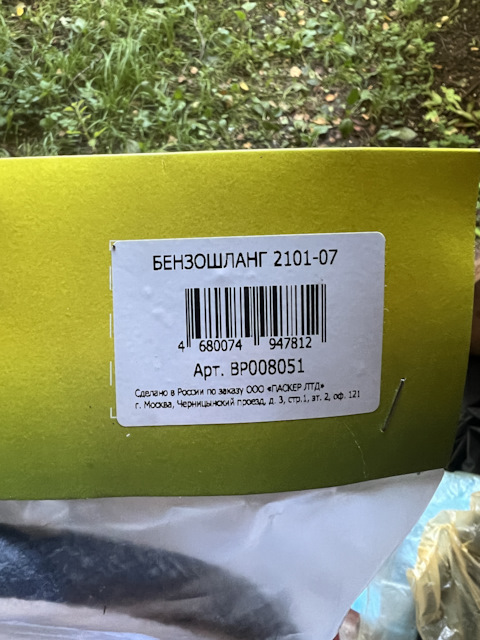 БЕНЗОШЛАНГ 2101-07
4 680074 947812
Арт. BP008051
Сделано в России по заказу ООО «ПАСКЕР ЛТД»
г. Москва, Черницынский проезд, д. 3, стр.1, эт. 2, оф. 121